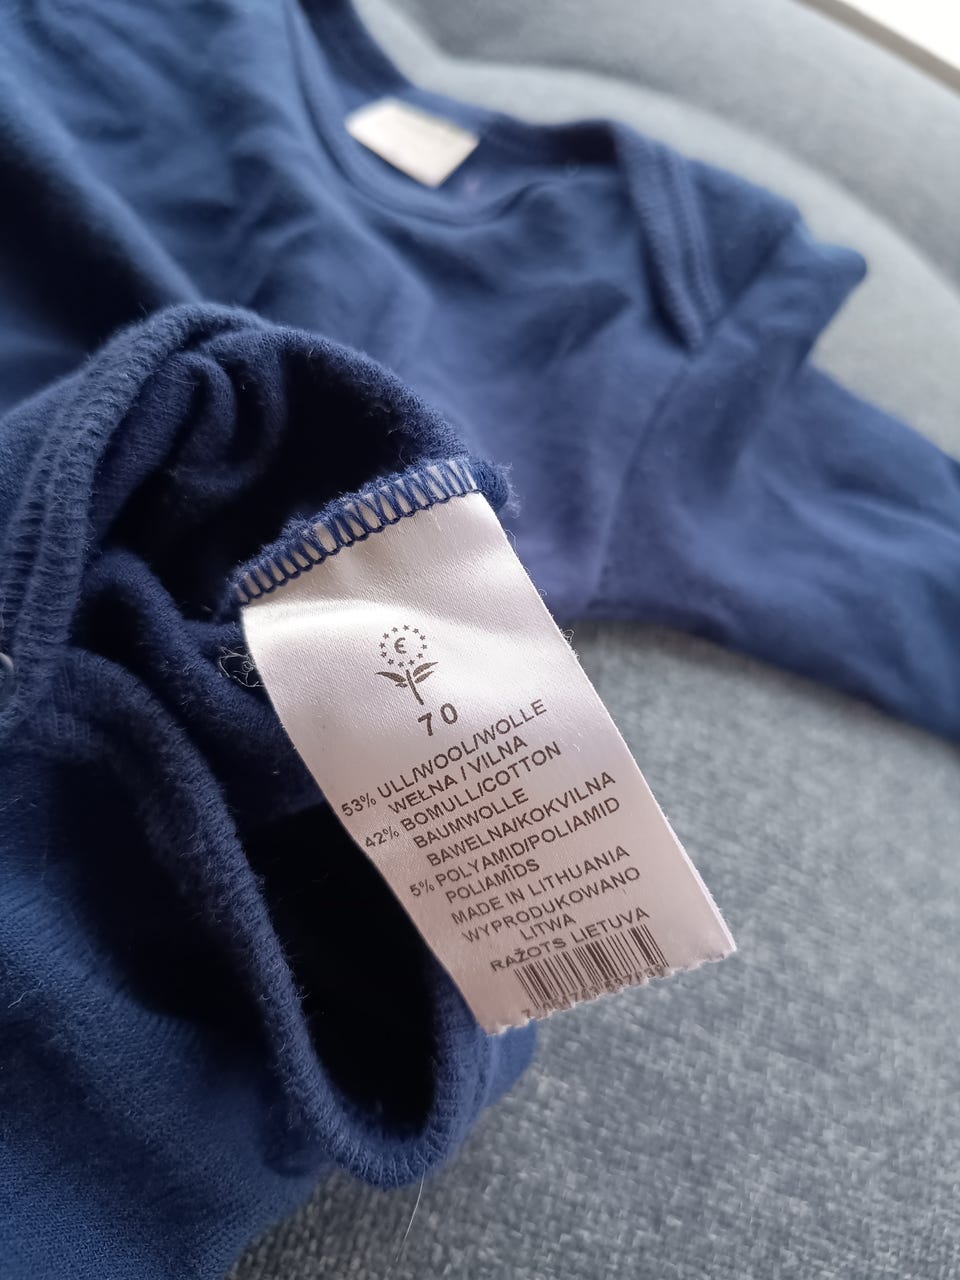 €
70
53% ULL/WOOL/WOLLE
WEŁNA / VILNA
42% BOMULL/COTTON
BAUMWOLLE
BAWELNA/KOKVILNA
5% POLYAMID/POLIAMID
POLIAMĪDS
MADE IN LITHUANIA
WYPRODUKOWANO
LITWA
RAŽOTS LIETUVA